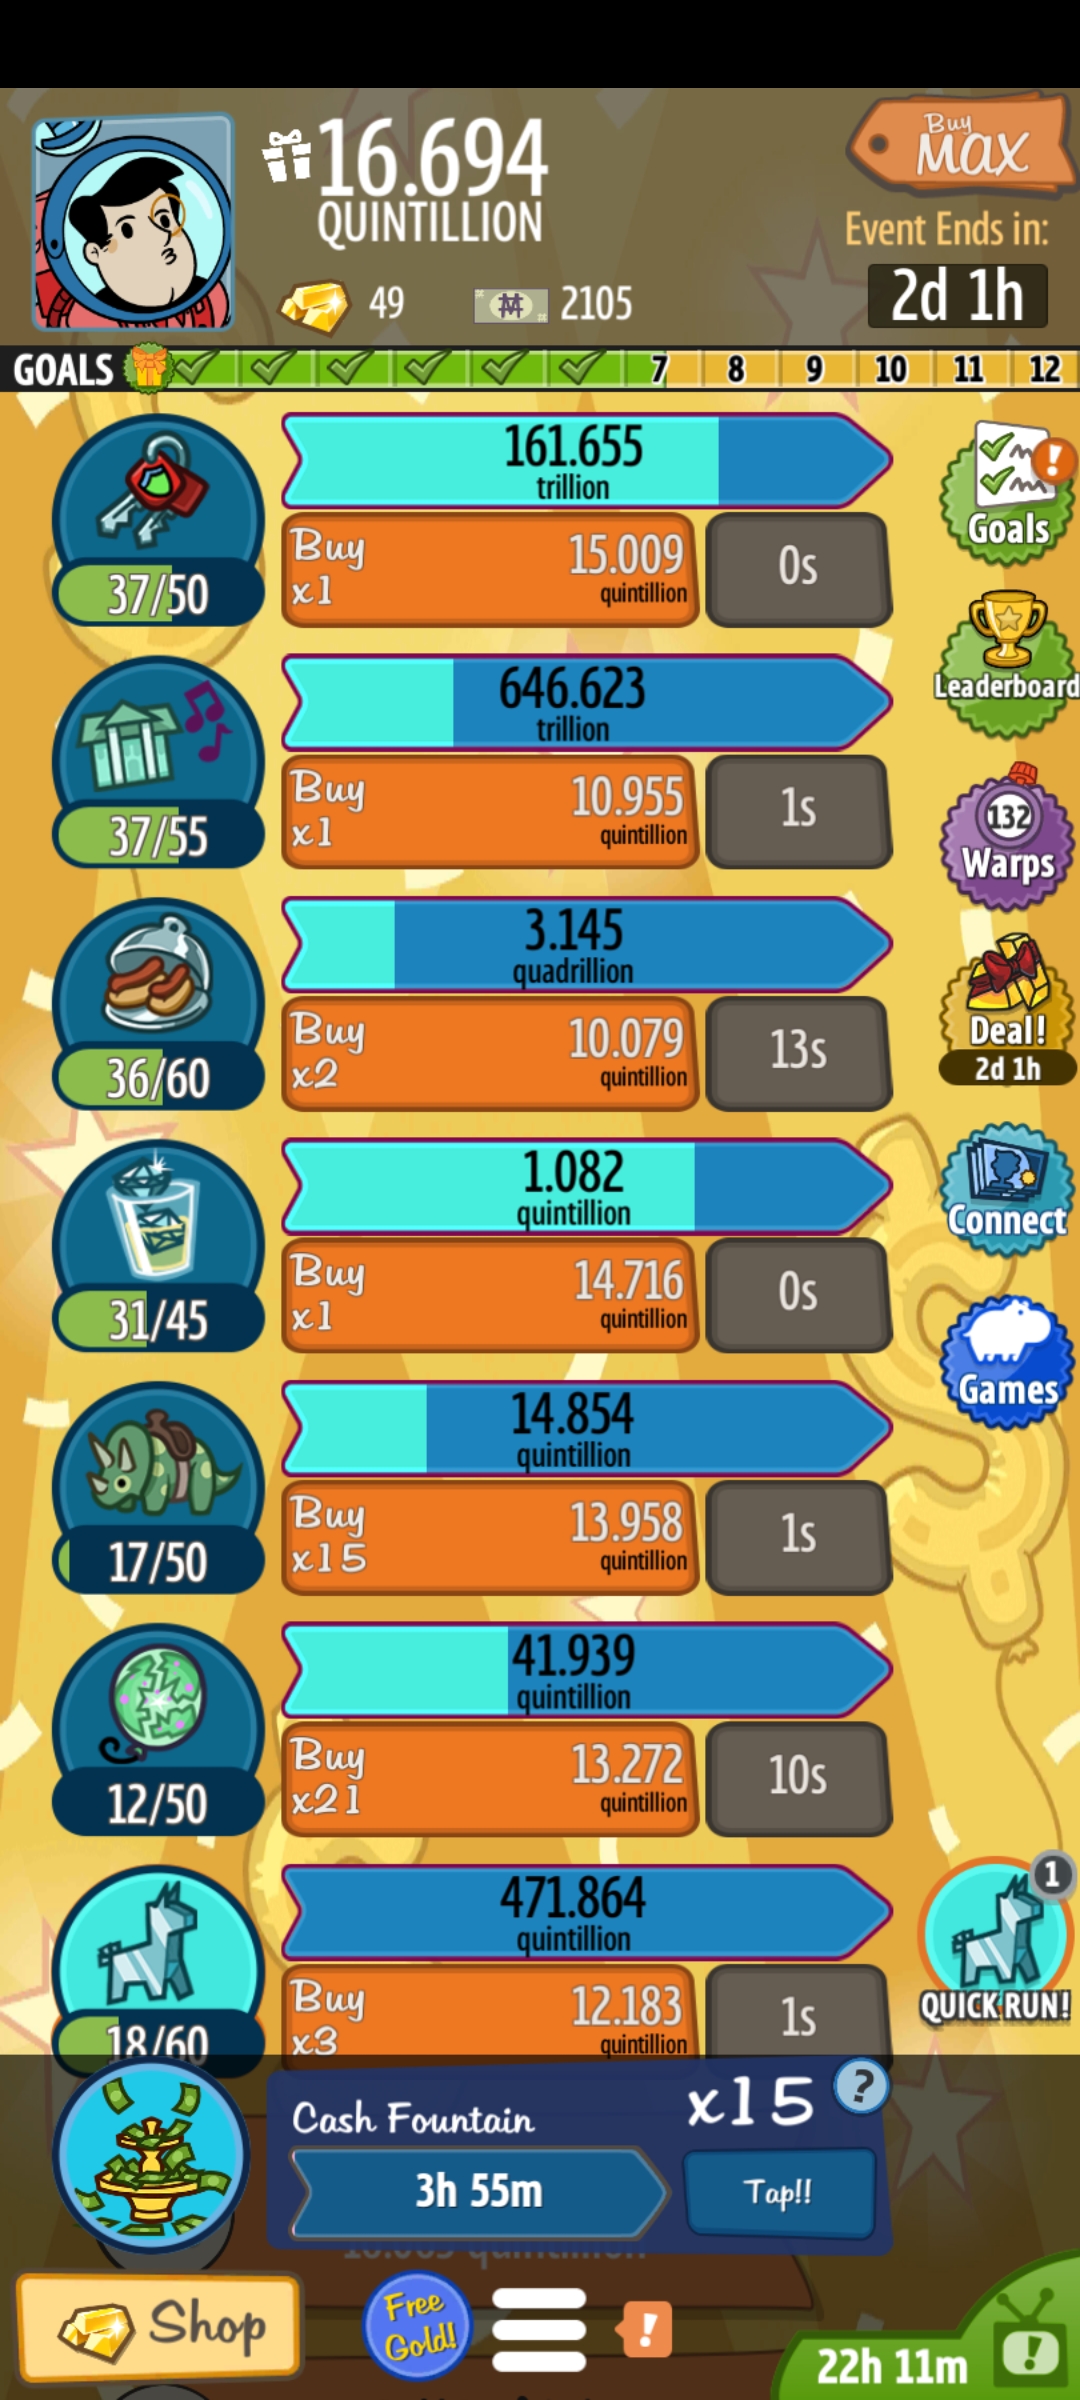 16.694
QUINTILLION
49
2105
Buy
MAX
Event Ends in:
2d 1h
GOALS
7 8 9 10 11 12
161.655
trillion
Buy
x1
15.009
quintillion
0s
37/50
Goals
646.623
trillion
Leaderboard
Buy
x1
10.955
quintillion
1s
37/55
132
Warps
3.145
quadrillion
Buy
x2
10.079
quintillion
13s
36/60
Deal!
2d 1h
1.082
quintillion
Connect
Buy
x1
14.716
quintillion
0s
31/45
Games
14.854
quintillion
Buy
x15
13.958
quintillion
1s
17/50
41.939
quintillion
Buy
x21
13.272
quintillion
10s
12/50
471.864
quintillion
1
QUICK RUN!
Buy
x3
12.183
quintillion
1s
18/60
Cash Fountain
x15
?
3h 55m
Tap!!
Shop
Free
Gold!
!
22h 11m
!